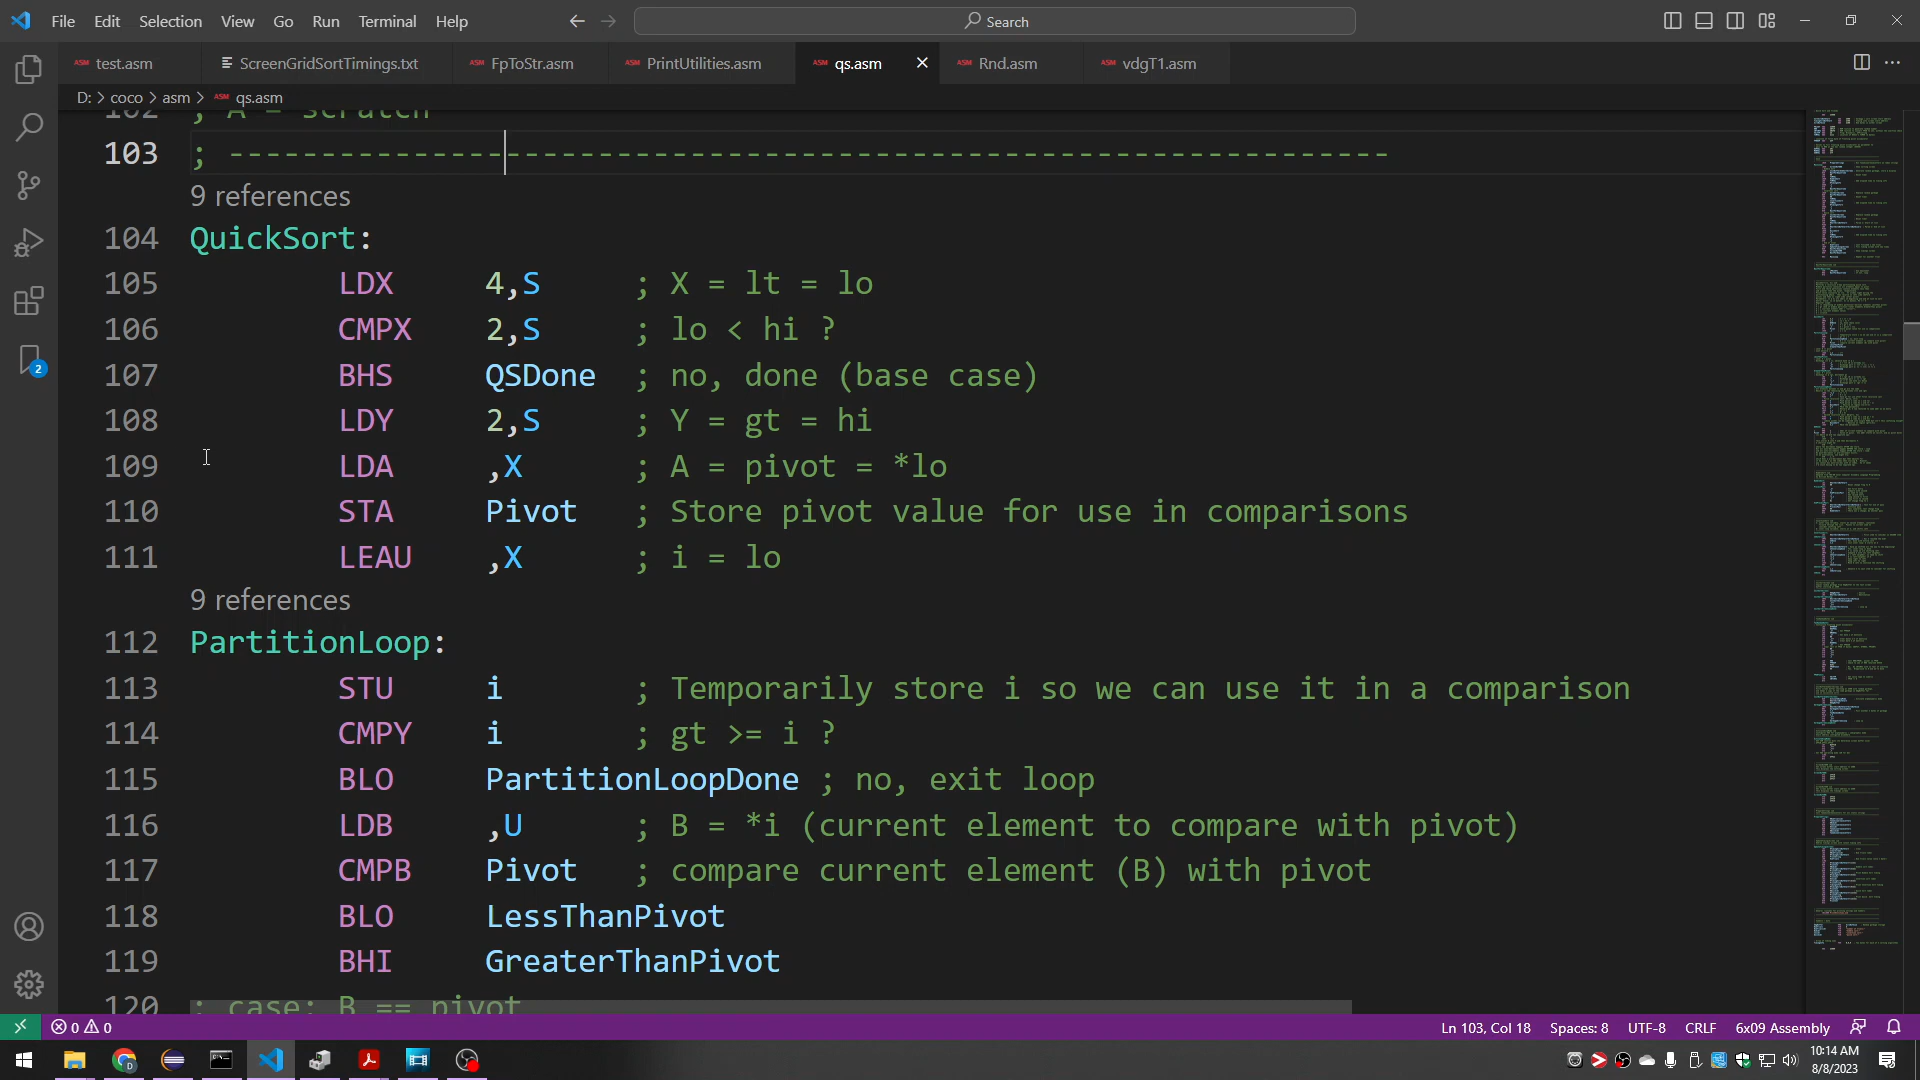 File Edit Selection View Go Run Terminal Help
Search
test.asm ScreenGridSortTimings.txt FpToStr.asm PrintUtilities.asm qs.asm Rnd.asm vdgT1.asm
D: > coco > asm > ASM qs.asm
102 ; A = scratch
103 ; ---------------------------------------------------------------
9 references
104 QuickSort:
105 LDX 4,S ; X = lt = lo
106 CMPX 2,S ; lo < hi ?
107 BHS QSDone ; no, done (base case)
108 LDY 2,S ; Y = gt = hi
109 LDA ,X ; A = pivot = *lo
110 STA Pivot ; Store pivot value for use in comparisons
111 LEAU ,X ; i = lo
9 references
112 PartitionLoop:
113 STU i ; Temporarily store i so we can use it in a comparison
114 CMPY i ; gt >= i ?
115 BLO PartitionLoopDone ; no, exit loop
116 LDB ,U ; B = *i (current element to compare with pivot)
117 CMPB Pivot ; compare current element (B) with pivot
118 BLO LessThanPivot
119 BHI GreaterThanPivot
120 ; case: B == pivot
2
0 0
Ln 103, Col 18 Spaces: 8 UTF-8 CRLF 6x09 Assembly
10:14 AM
8/8/2023